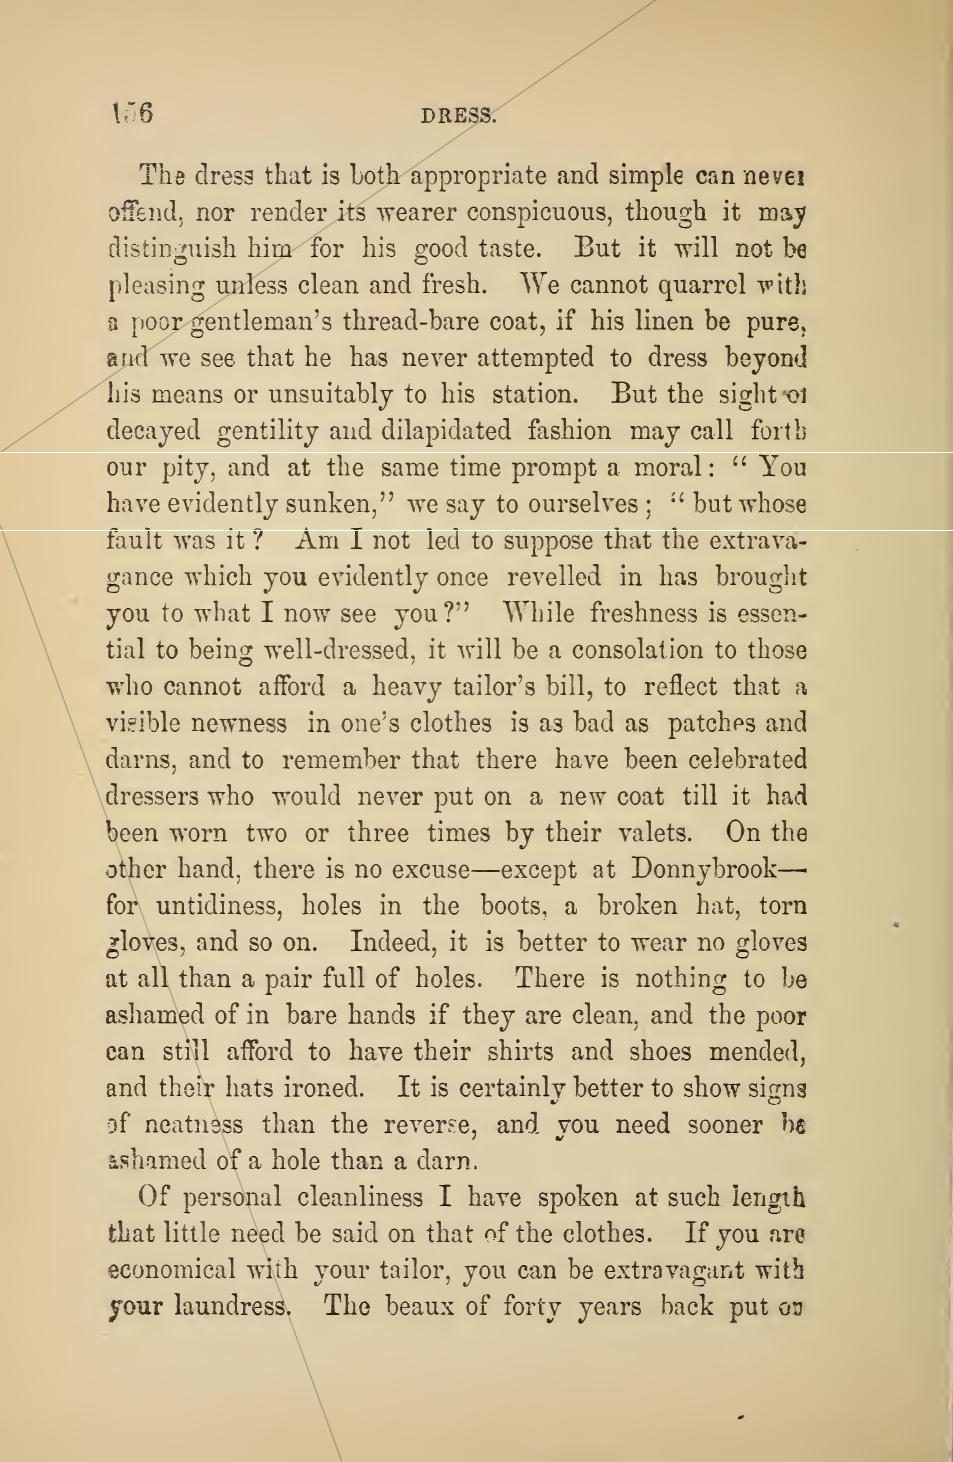 156 DRESS.
The dress that is both appropriate and simple can never
offend, nor render its wearer conspicuous, though it may
distinguish him for his good taste. But it will not be
pleasing unless clean and fresh. We cannot quarrel with
a poor gentleman's thread-bare coat, if his linen be pure,
and we see that he has never attempted to dress beyond
his means or unsuitably to his station. But the sight of
decayed gentility and dilapidated fashion may call forth
our pity, and at the same time prompt a moral: " You
have evidently sunken," we say to ourselves; " but whose
fault was it? Am I not led to suppose that the extrava-
gance which you evidently once revelled in has brought
you to what I now see you?" While freshness is essen-
tial to being well-dressed, it will be a consolation to those
who cannot afford a heavy tailor's bill, to reflect that a
visible newness in one's clothes is as bad as patches and
darns, and to remember that there have been celebrated
dressers who would never put on a new coat till it had
been worn two or three times by their valets. On the
other hand, there is no excuse—except at Donnybrook—
for untidiness, holes in the boots, a broken hat, torn
gloves, and so on. Indeed, it is better to wear no gloves
at all than a pair full of holes. There is nothing to be
ashamed of in bare hands if they are clean, and the poor
can still afford to have their shirts and shoes mended,
and their hats ironed. It is certainly better to show signs
of neatness than the reverse, and you need sooner be
ashamed of a hole than a darn.
Of personal cleanliness I have spoken at such length
that little need be said on that of the clothes. If you are
economical with your tailor, you can be extravagant with
your laundress. The beaux of forty years back put on